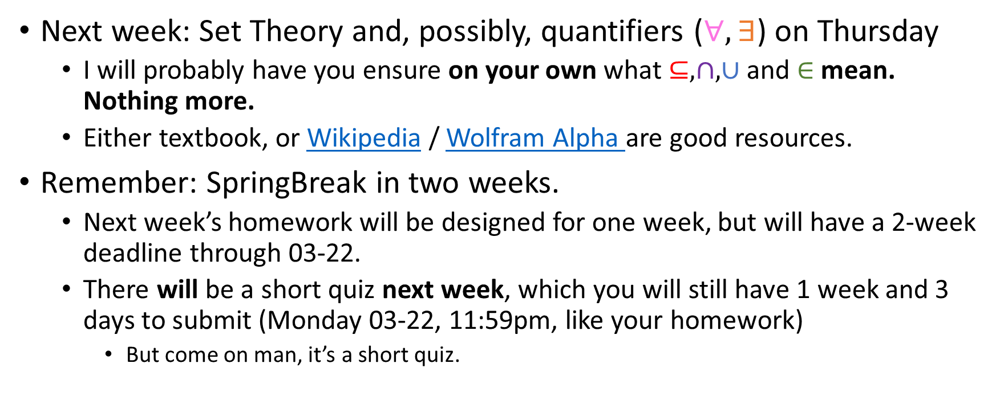 • Next week: Set Theory and, possibly, quantifiers (∀, ∃) on Thursday
• I will probably have you ensure on your own what ⊆,∩,∪ and ∈ mean.
Nothing more.
• Either textbook, or Wikipedia / Wolfram Alpha are good resources.
• Remember: SpringBreak in two weeks.
• Next week’s homework will be designed for one week, but will have a 2-week
deadline through 03-22.
• There will be a short quiz next week, which you will still have 1 week and 3
days to submit (Monday 03-22, 11:59pm, like your homework)
• But come on man, it’s a short quiz.